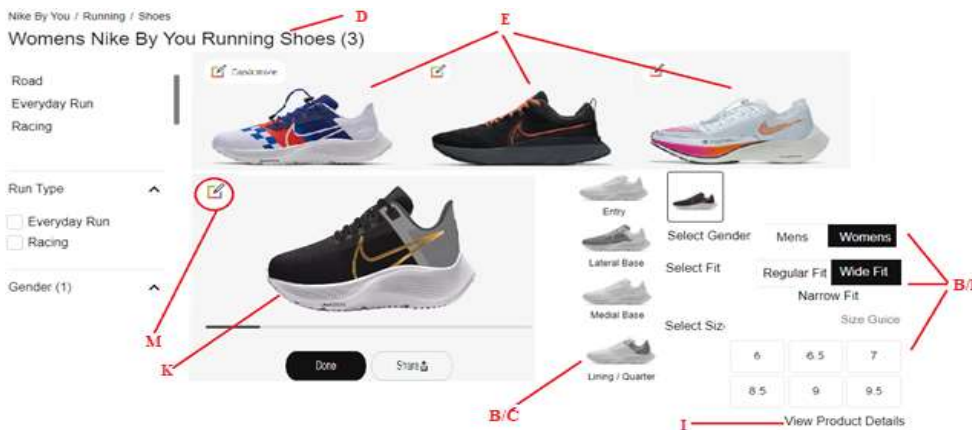 Nike By You / Running / Shoes
D
E
Womens Nike By You Running Shoes (3)
Road
Everyday Run
Racing
Customize
Run Type
Everyday Run
Racing
Gender (1)
M
K
Done
Share
Entry
Lateral Base
Medial Base
Lining / Quarter
B/C
Select Gender
Mens
Womens
Select Fit
Regular Fit
Wide Fit
Narrow Fit
Select Siz
Size Guice
6
6.5
7
8.5
9
9.5
I
View Product Details